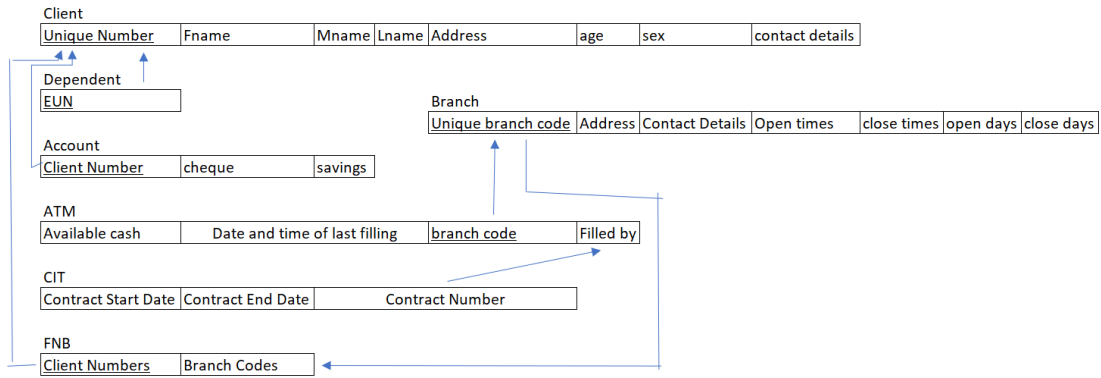 Client
Unique Number Fname Mname Lname Address age sex contact details
Dependent
EUN
Branch
Unique branch code Address Contact Details Open times close times open days close days
Account
Client Number cheque savings
ATM
Available cash Date and time of last filling branch code Filled by
CIT
Contract Start Date Contract End Date Contract Number
FNB
Client Numbers Branch Codes